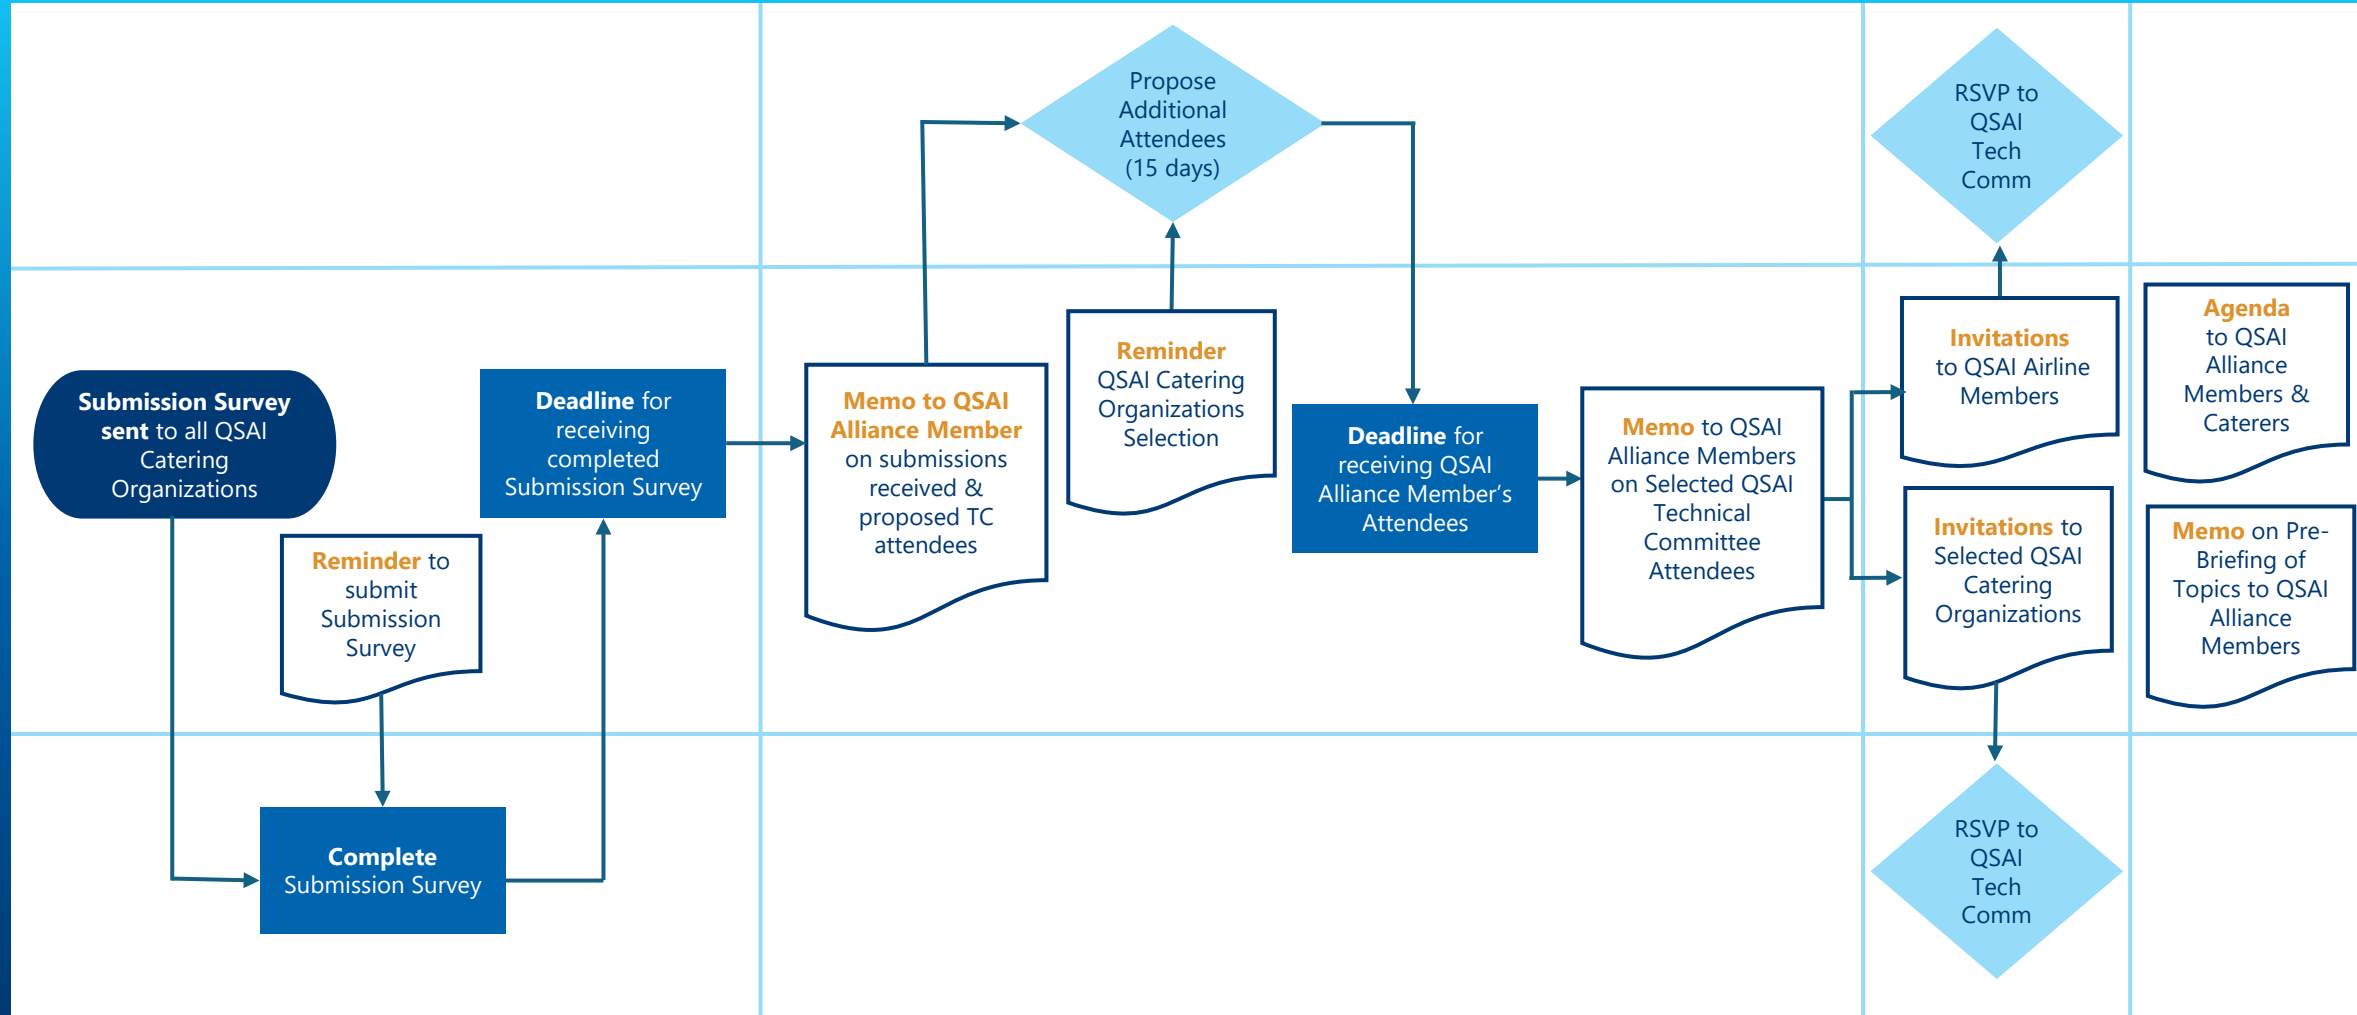 Submission Survey
sent to all QSAI
Catering
Organizations
Reminder to
submit
Submission
Survey
Complete
Submission Survey
Deadline for
receiving
completed
Submission Survey
Memo to QSAI
Alliance Member
on submissions
received &
proposed TC
attendees
Propose
Additional
Attendees
(15 days)
Reminder
QSAI Catering
Organizations
Selection
Deadline for
receiving QSAI
Alliance Member’s
Attendees
Memo to QSAI
Alliance Members
on Selected QSAI
Technical
Committee
Attendees
RSVP to
QSAI
Tech
Comm
Invitations
to QSAI Airline
Members
Invitations to
Selected QSAI
Catering
Organizations
RSVP to
QSAI
Tech
Comm
Agenda
to QSAI
Alliance
Members &
Caterers
Memo on Pre-
Briefing of
Topics to QSAI
Alliance
Members